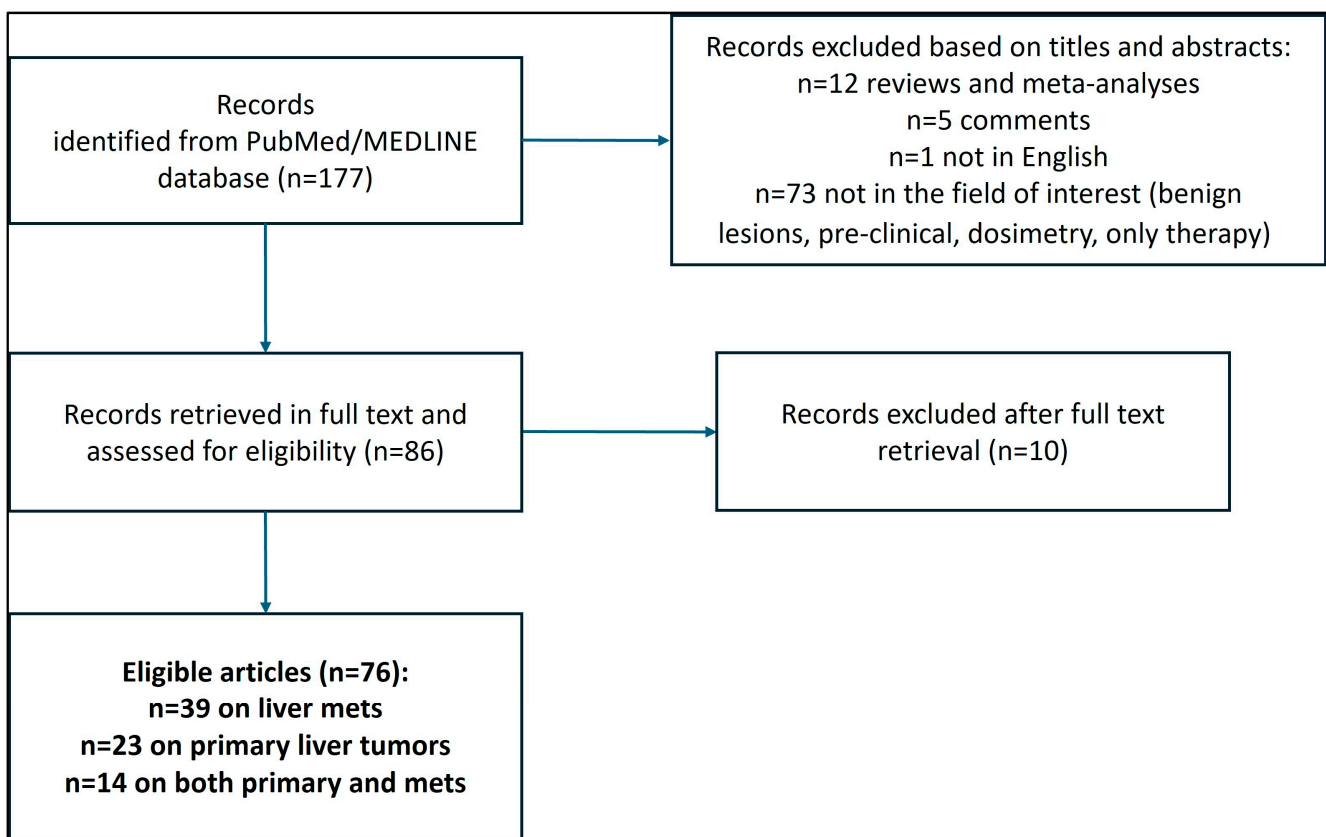 Records
identified from PubMed/MEDLINE
database (n=177)
Records excluded based on titles and abstracts:
n=12 reviews and meta-analyses
n=5 comments
n=1 not in English
n=73 not in the field of interest (benign
lesions, pre-clinical, dosimetry, only therapy)
Records retrieved in full text and
assessed for eligibility (n=86)
Records excluded after full text
retrieval (n=10)
Eligible articles (n=76):
n=39 on liver mets
n=23 on primary liver tumors
n=14 on both primary and mets